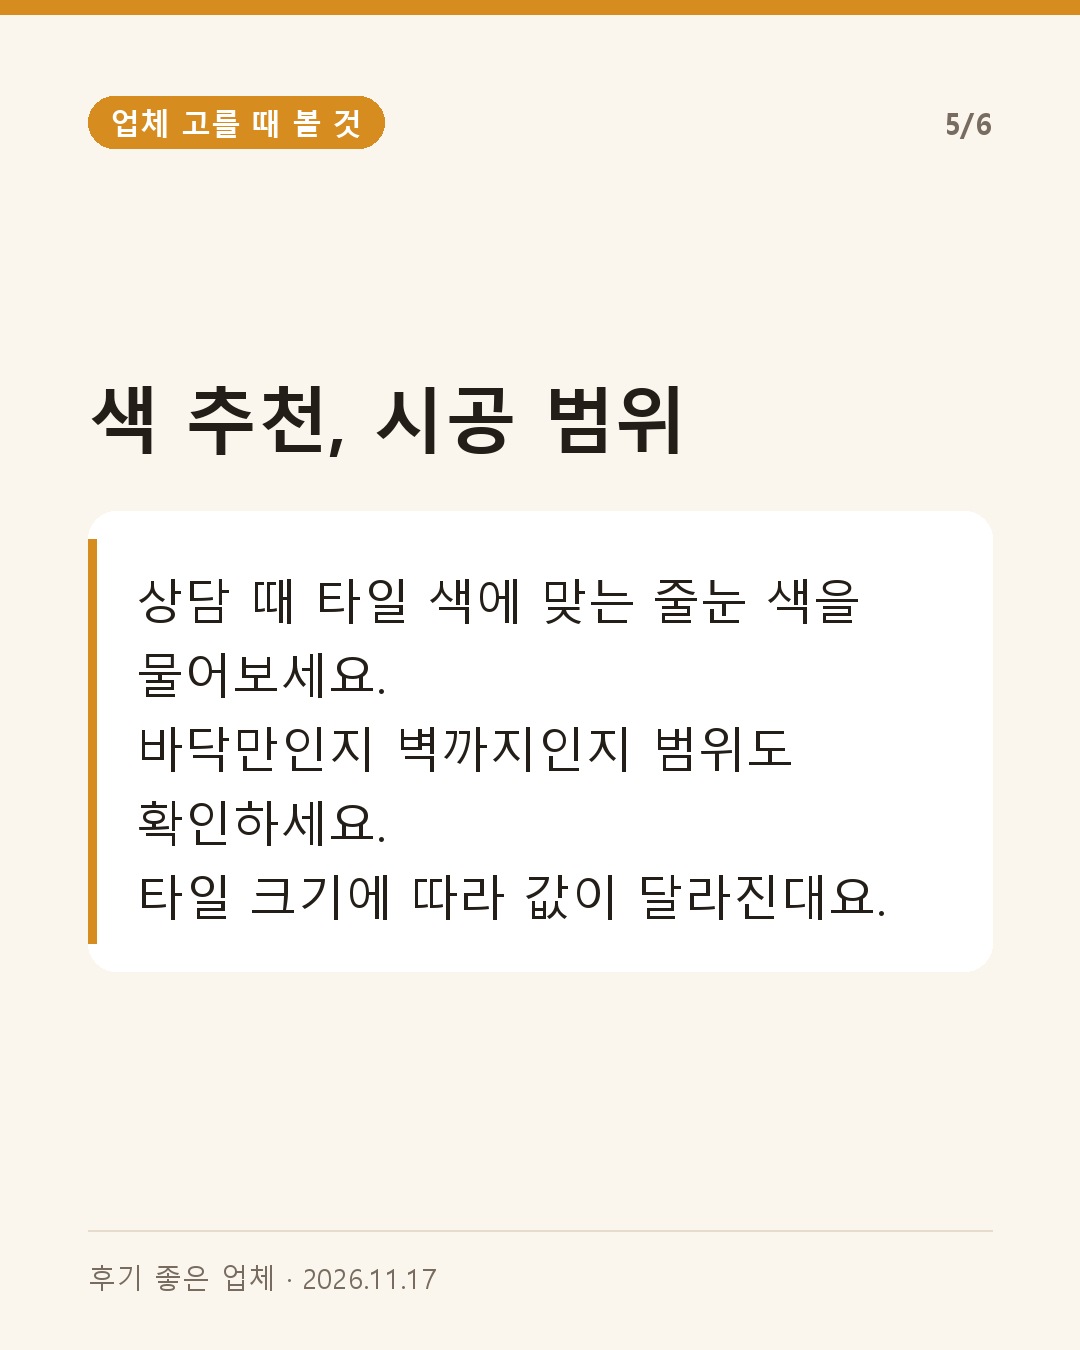 업체 고를 때 볼 것
5/6
색 추천, 시공 범위
상담 때 타일 색에 맞는 줄눈 색을
물어보세요.
바닥만인지 벽까지인지 범위도
확인하세요.
타일 크기에 따라 값이 달라진대요.
후기 좋은 업체 · 2026.11.17